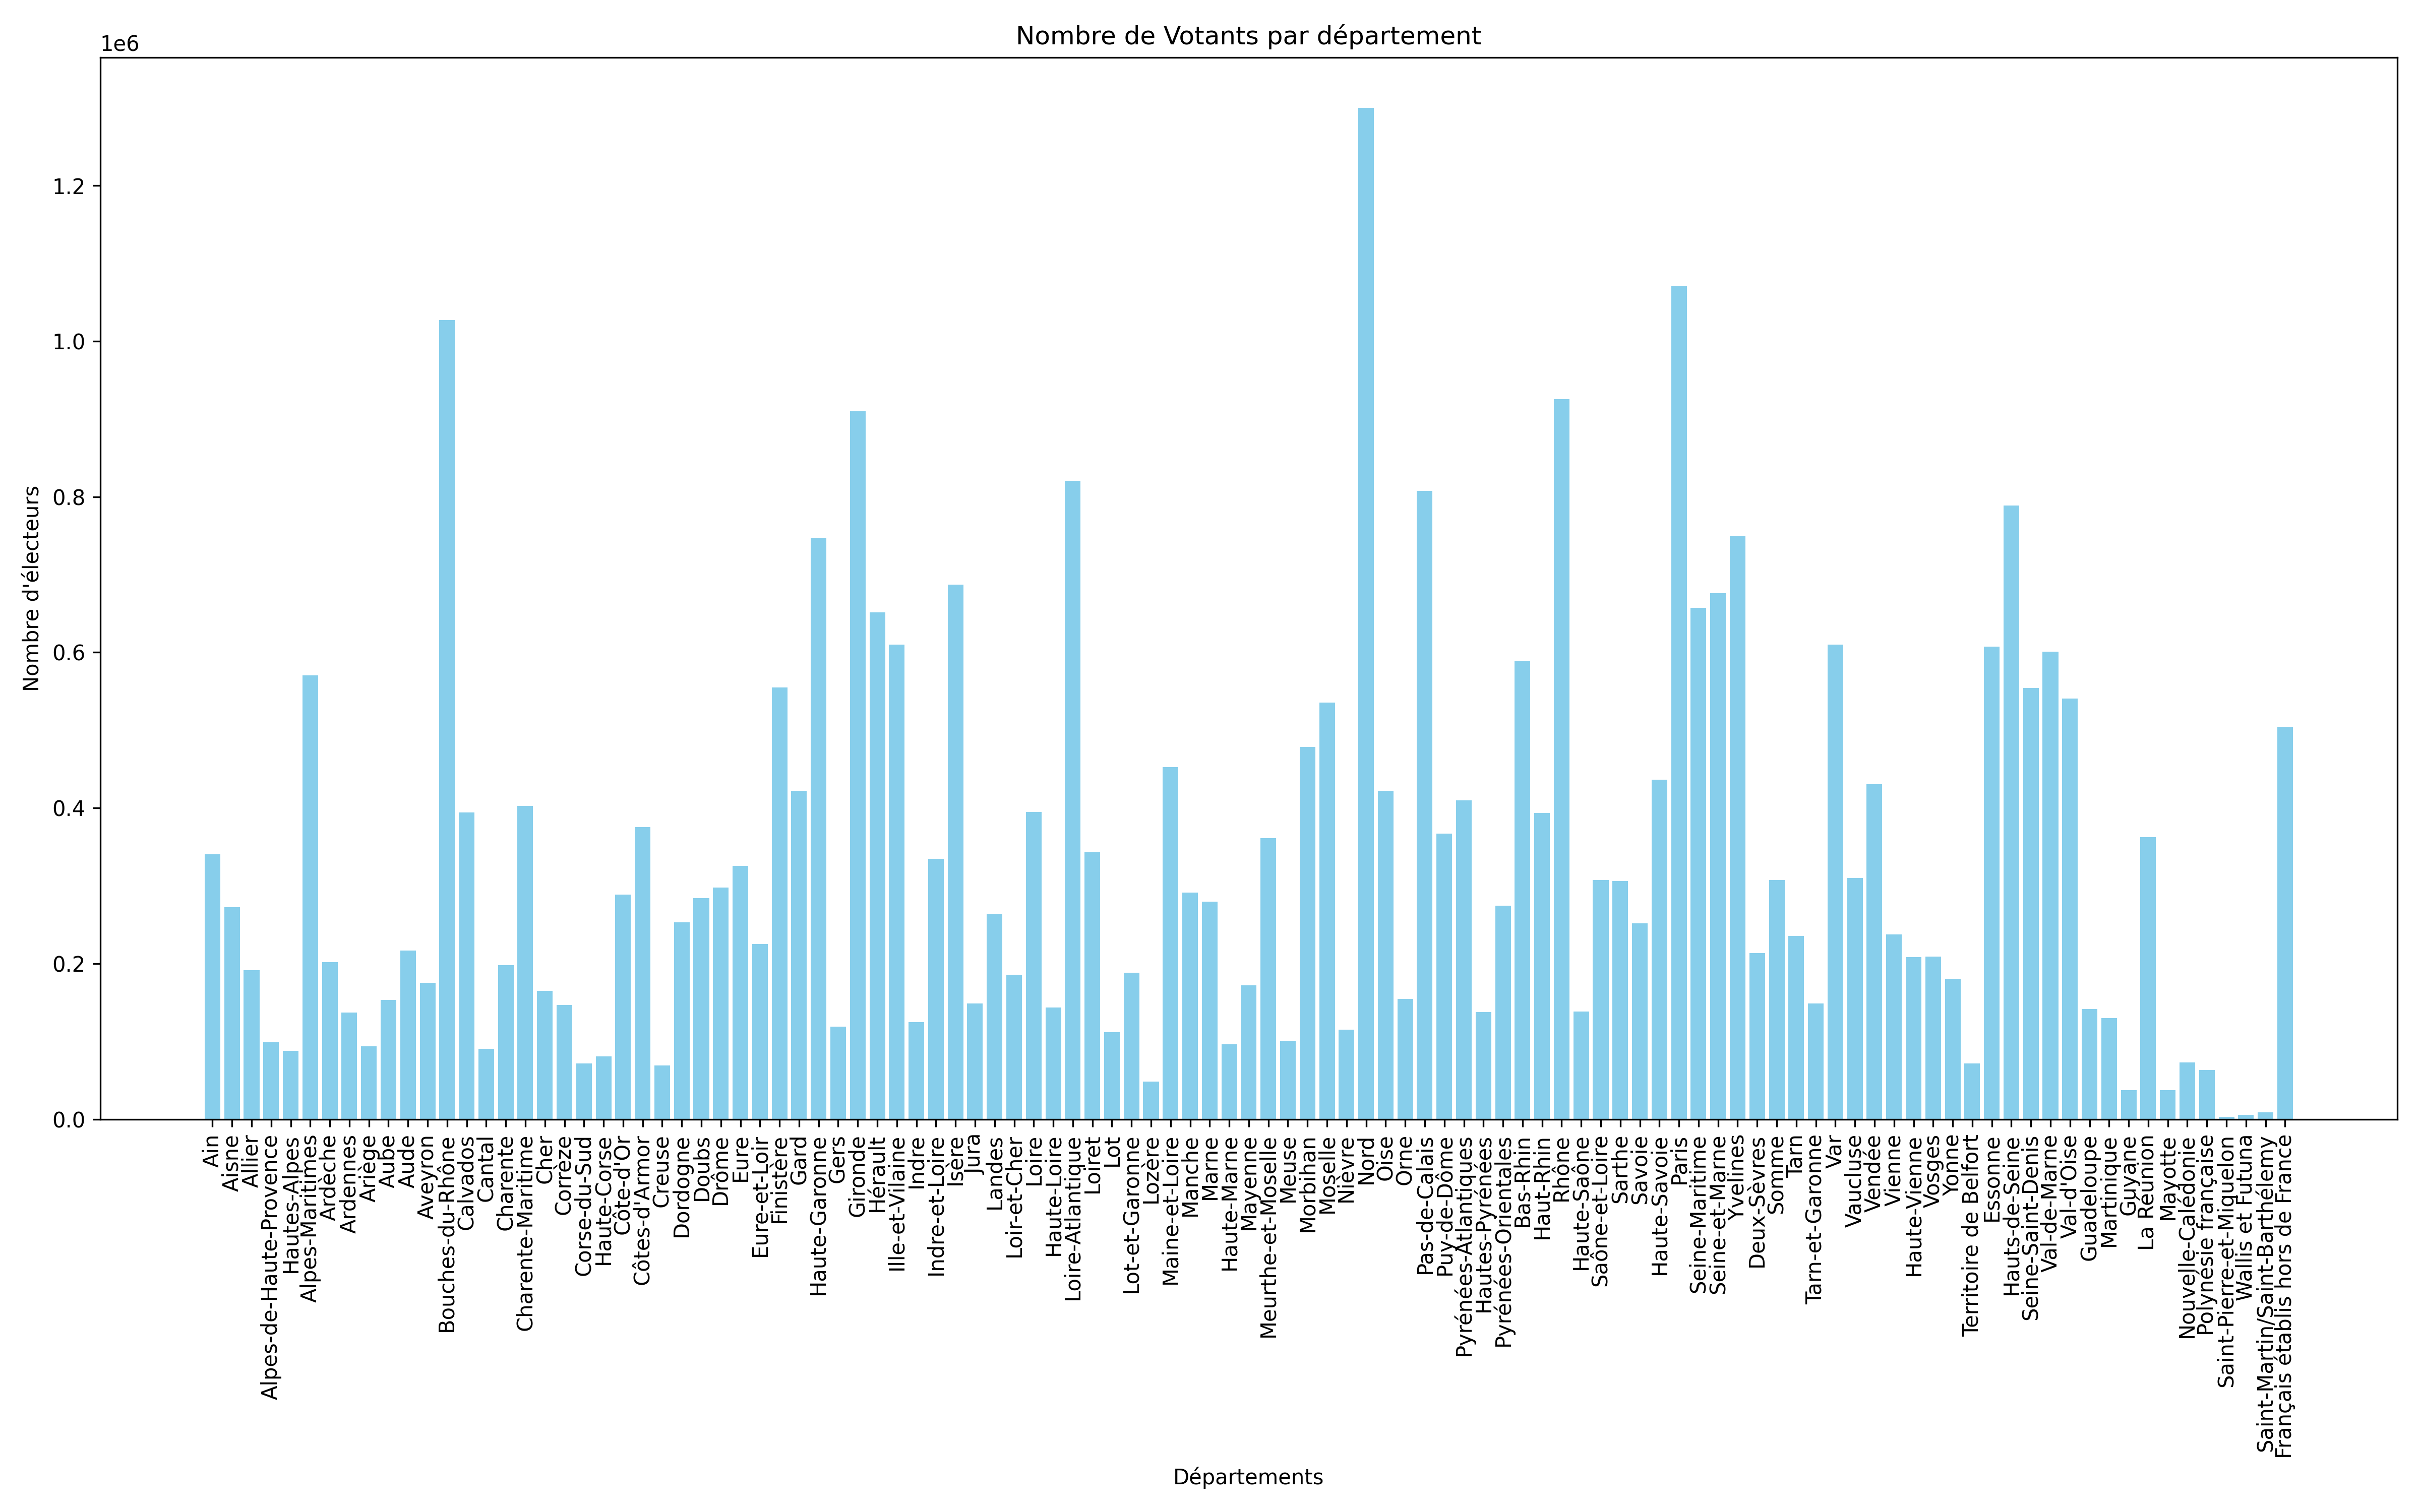 Nombre de Votants par département
1e6
1.2
1.0
0.8
0.6
0.4
0.2
0.0
Nombre d'électeurs
Ain
Aisne
Allier
Alpes-de-Haute-Provence
Hautes-Alpes
Alpes-Maritimes
Ardèche
Ardennes
Ariège
Aube
Aude
Aveyron
Bouches-du-Rhône
Calvados
Cantal
Charente
Charente-Maritime
Cher
Corrèze
Corse-du-Sud
Haute-Corse
Côte-d'Or
Côtes-d'Armor
Creuse
Dordogne
Doubs
Drôme
Eure
Eure-et-Loir
Finistère
Gard
Haute-Garonne
Gers
Gironde
Hérault
Ille-et-Vilaine
Indre
Indre-et-Loire
Isère
Jura
Landes
Loir-et-Cher
Loire
Haute-Loire
Loire-Atlantique
Loiret
Lot
Lot-et-Garonne
Lozère
Maine-et-Loire
Manche
Marne
Haute-Marne
Mayenne
Meurthe-et-Moselle
Meuse
Morbihan
Moselle
Nièvre
Nord
Oise
Orne
Pas-de-Calais
Puy-de-Dôme
Pyrénées-Atlantiques
Hautes-Pyrénées
Pyrénées-Orientales
Bas-Rhin
Haut-Rhin
Rhône
Haute-Saône
Saône-et-Loire
Sarthe
Savoie
Haute-Savoie
Paris
Seine-Maritime
Seine-et-Marne
Yvelines
Deux-Sèvres
Somme
Tarn
Tarn-et-Garonne
Var
Vaucluse
Vendée
Vienne
Haute-Vienne
Vosges
Yonne
Territoire de Belfort
Essonne
Hauts-de-Seine
Seine-Saint-Denis
Val-de-Marne
Val-d'Oise
Guadeloupe
Martinique
Guyane
La Réunion
Mayotte
Nouvelle-Calédonie
Polynésie française
Saint-Pierre-et-Miquelon
Wallis et Futuna
Saint-Martin/Saint-Barthélemy
Français établis hors de France
Départements